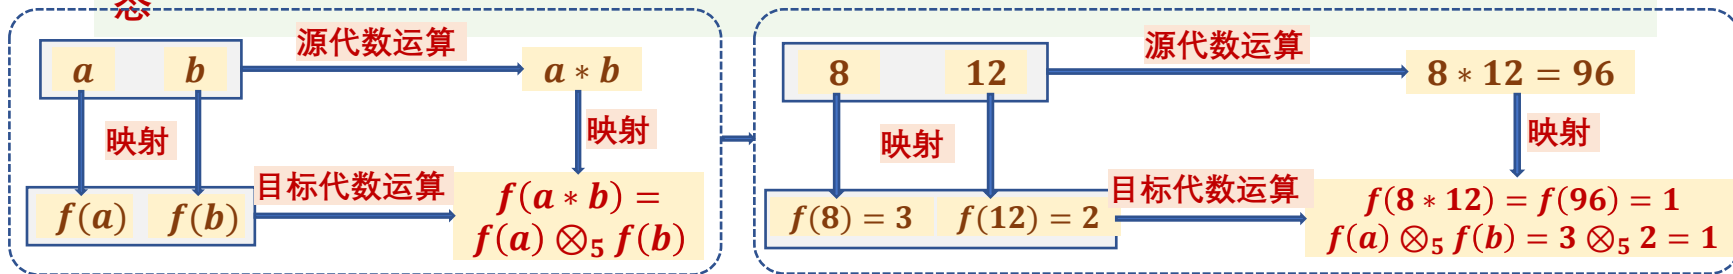 态
源代数运算
a
b
a ∗ b
映射
映射
目标代数运算
f(a)
f(b)
f(a ∗ b) =
f(a) ⊗₅ f(b)
源代数运算
8
12
8 ∗ 12 = 96
映射
映射
目标代数运算
f(8) = 3
f(12) = 2
f(8 ∗ 12) = f(96) = 1
f(a) ⊗₅ f(b) = 3 ⊗₅ 2 = 1